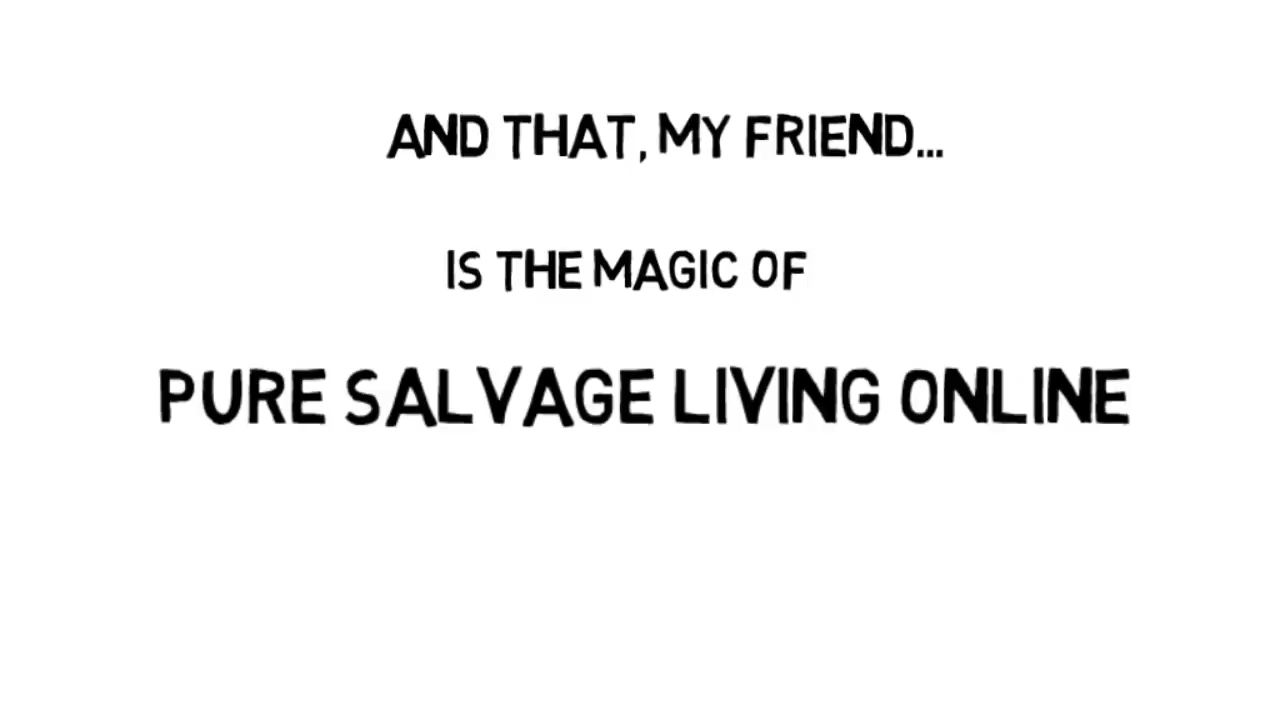 AND THAT, MY FRIEND...
IS THE MAGIC OF
PURE SALVAGE LIVING ONLINE